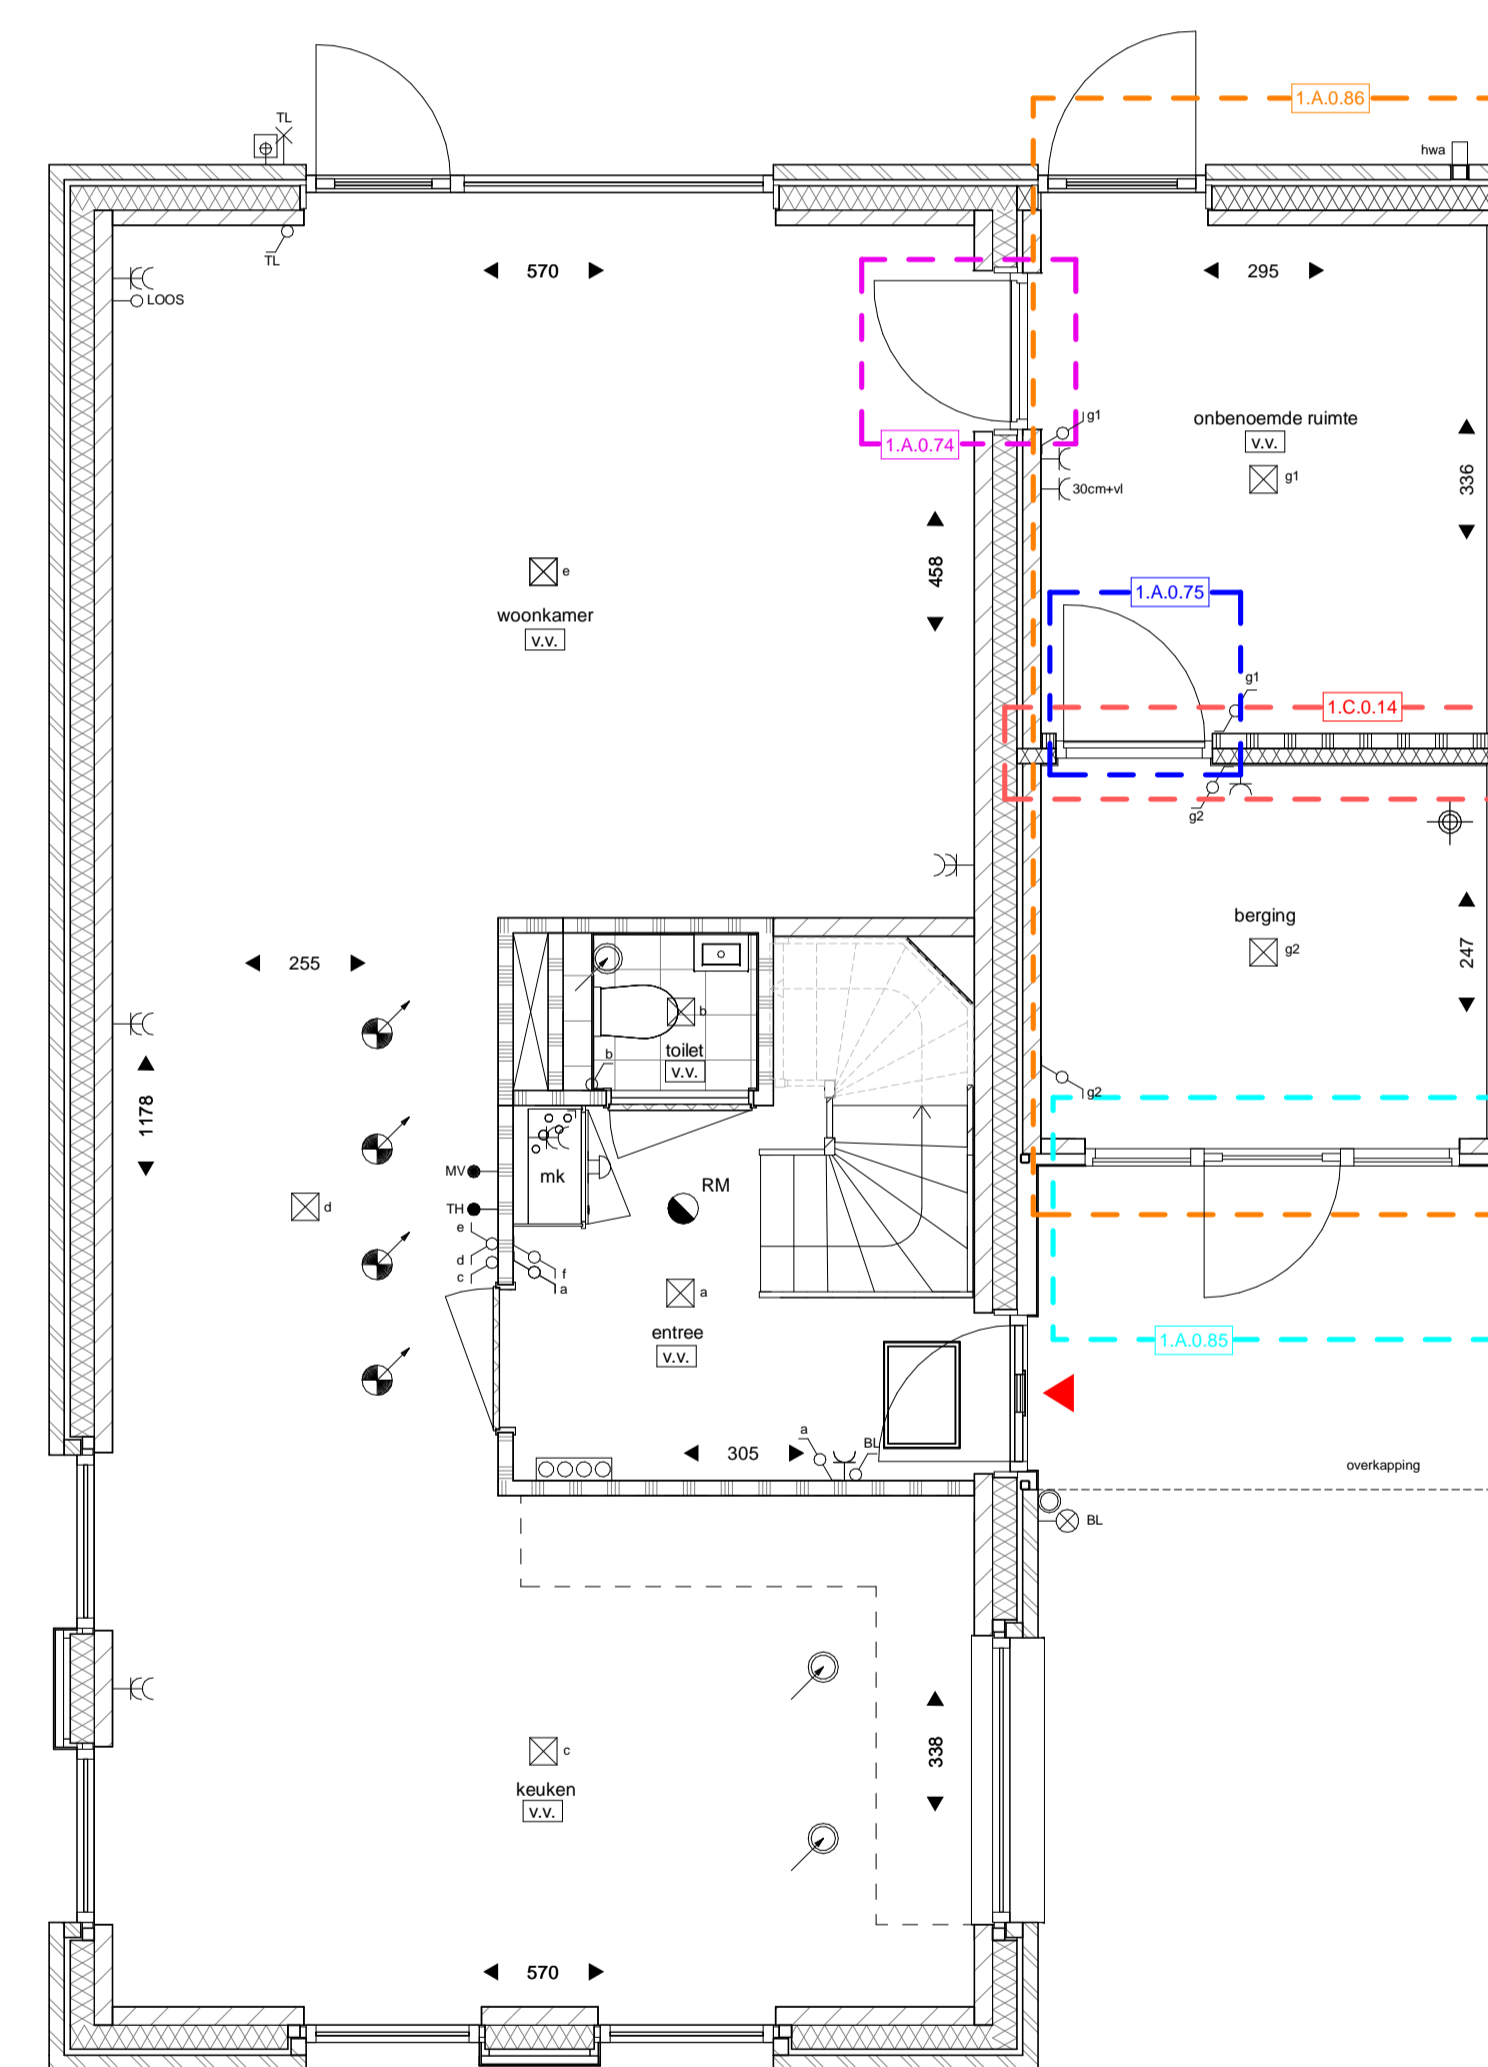 1.A.0.86
TL
hwa
TL
570
295
LOOS
g1
onbenoemde ruimte
v.v.
1.A.0.74
g1
336
30cm+vl
458
e
woonkamer
v.v.
1.A.0.75
g1
1.C.0.14
g2
berging
g2
247
255
b
toilet
v.v.
b
g2
1178
MV
mk
RM
TH
d
e
d
c
f
a
a
entree
v.v.
1.A.0.85
a
BL
305
overkapping
BL
338
c
keuken
v.v.
570